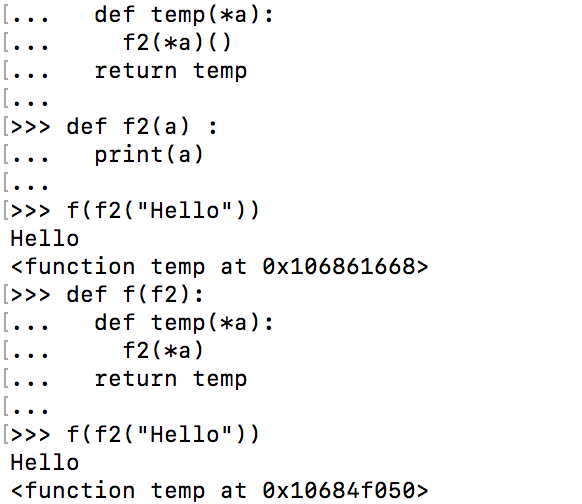 [...   def temp(*a):
[...     f2(*a)()
[...   return temp
[...
[>>> def f2(a) :
[...   print(a)
[...
[>>> f(f2("Hello"))
Hello
<function temp at 0x106861668>
[>>> def f(f2):
[...   def temp(*a):
[...     f2(*a)
[...   return temp
[...
[>>> f(f2("Hello"))
Hello
<function temp at 0x10684f050>